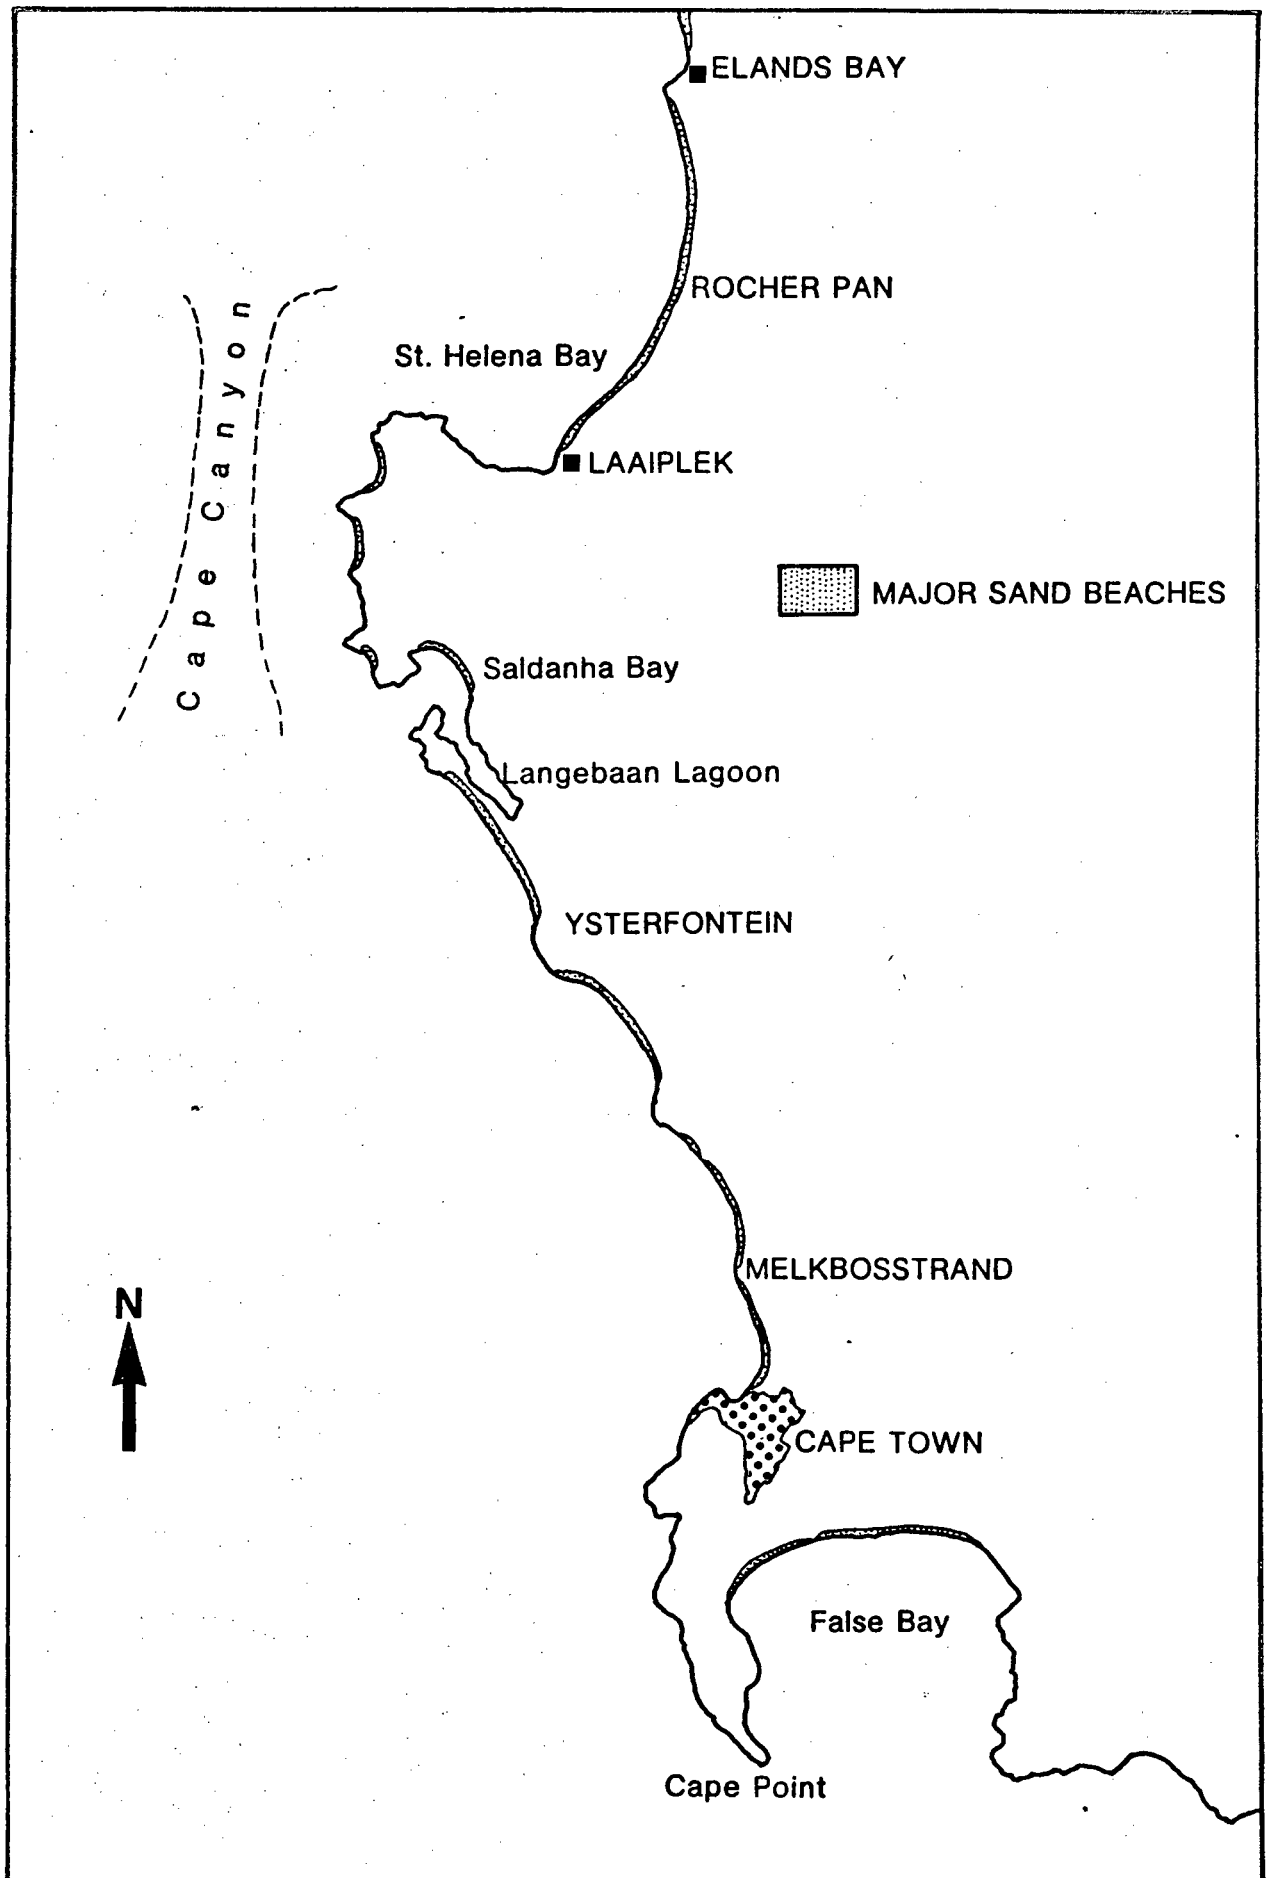 ELANDS BAY
ROCHER PAN
Cape Canyon
St. Helena Bay
LAAIPLEK
MAJOR SAND BEACHES
Saldanha Bay
Langebaan Lagoon
YSTERFONTEIN
MELKBOSSTRAND
N
CAPE TOWN
False Bay
Cape Point